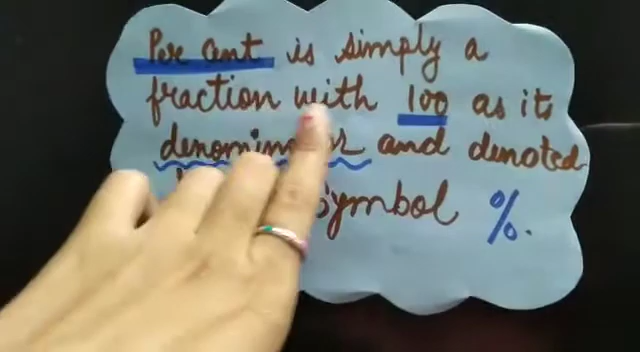 Per cent is simply a
fraction with 100 as its
and denoted
Symbol %.